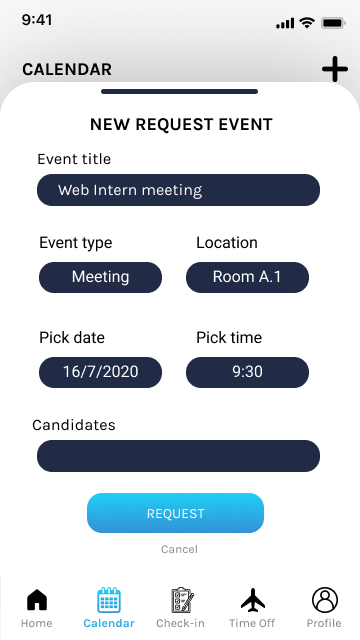 9:41
CALENDAR
NEW REQUEST EVENT
Event title
Web Intern meeting
Event type Location
Meeting Room A.1
Pick date Pick time
16/7/2020 9:30
Candidates
REQUEST
Cancel
Home Calendar Check-in Time Off Profile